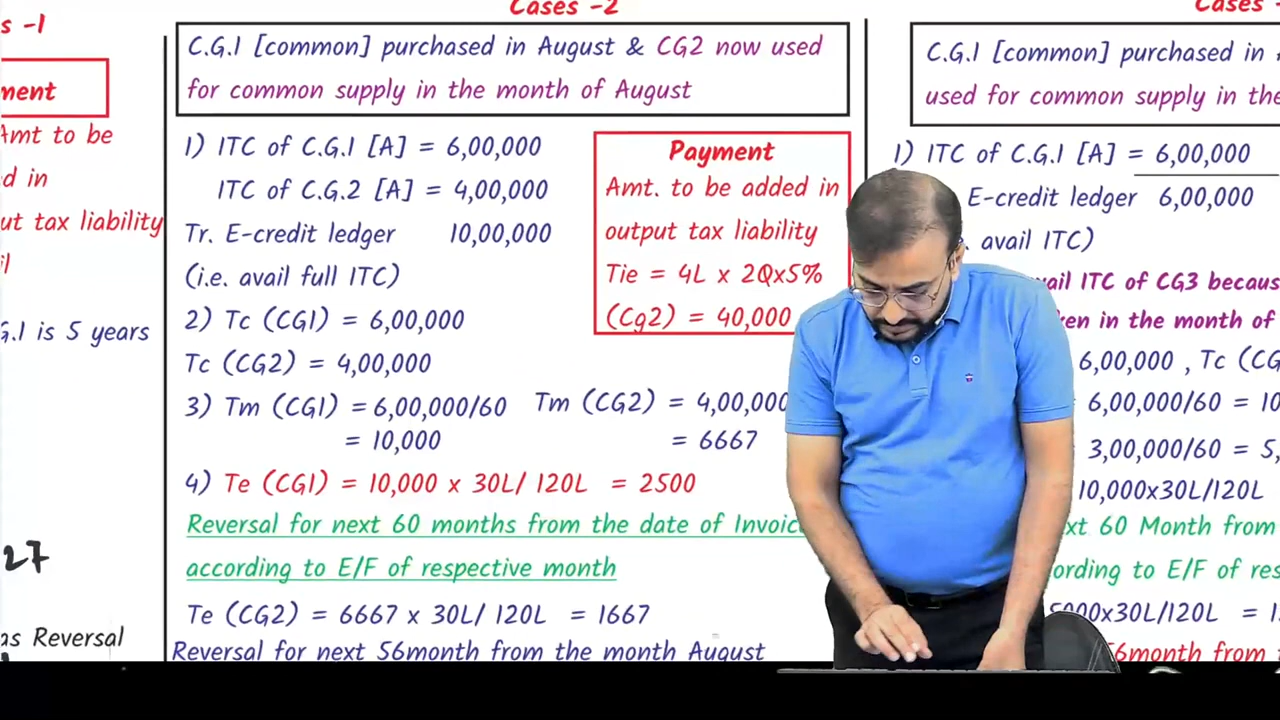 s -1
ment
Amt to be
d in
ut tax liability
G.I is 5 years
27
as Reversal
Cases -2
C.G.I [common] purchased in August & CG2 now used
for common supply in the month of August
1) ITC of C.G.I [A] = 6,00,000
ITC of C.G.2 [A] = 4,00,000
Tr. E-credit ledger 10,00,000
(i.e. avail full ITC)
2) Tc (CGI) = 6,00,000
Tc (CG2) = 4,00,000
Payment
Amt. to be added in
output tax liability
Tie = 4L x 2Qx5%
(Cg2) = 40,000
3) Tm (CGI) = 6,00,000/60 Tm (CG2) = 4,00,000
= 10,000 = 6667
4) Te (CGI) = 10,000 x 30L/ 120L = 2500
Reversal for next 60 months from the date of Invoic
according to E/F of respective month
Te (CG2) = 6667 x 30L/ 120L = 1667
Reversal for next 56month from the month August
Cases -
C.G.I [common] purchased in
used for common supply in the
1) ITC of C.G.I [A] = 6,00,000
E-credit ledger 6,00,000
avail ITC)
vail ITC of CG3 becaus
ken in the month of
6,00,000 , Tc (CG
6,00,000/60 = 10
3,00,000/60 = 5,
10,000x30L/120L
xt 60 Month from
ording to E/F of res
5000x30L/120L = 1
56month from